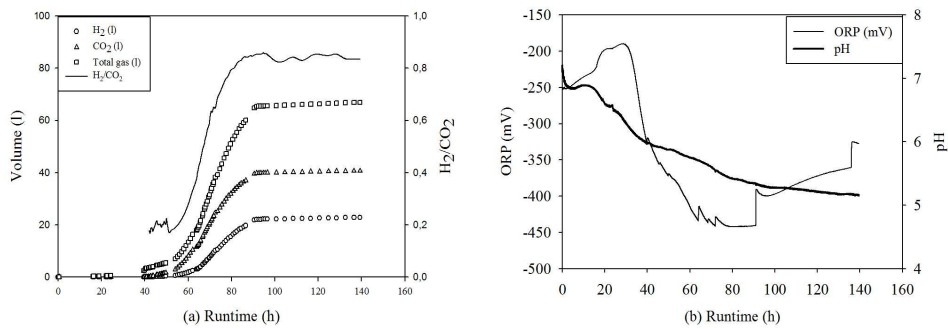 100
80
60
40
20
0
Volume (l)
H2 (l)
CO2 (l)
Total gas (l)
H2/CO2
1,0
0,8
0,6
0,4
0,2
0,0
H2/CO2
0 20 40 60 80 100 120 140 160
(a) Runtime (h)
-150
-200
-250
-300
-350
-400
-450
-500
ORP (mV)
ORP (mV)
pH
8
7
6
5
4
pH
0 20 40 60 80 100 120 140 160
(b) Runtime (h)